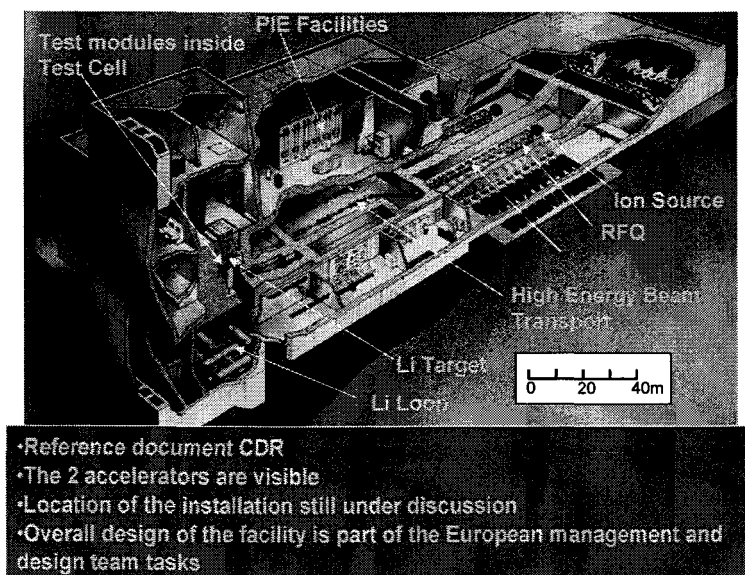 PIE Facilities
Test modules inside
Test Cell
Ion Source
RFQ
High Energy Beam
Transport
Li Target
Li Loop
0 20 40m
•Reference document CDR
•The 2 accelerators are visible
•Location of the installation still under discussion
•Overall design of the facility is part of the European management and
design team tasks